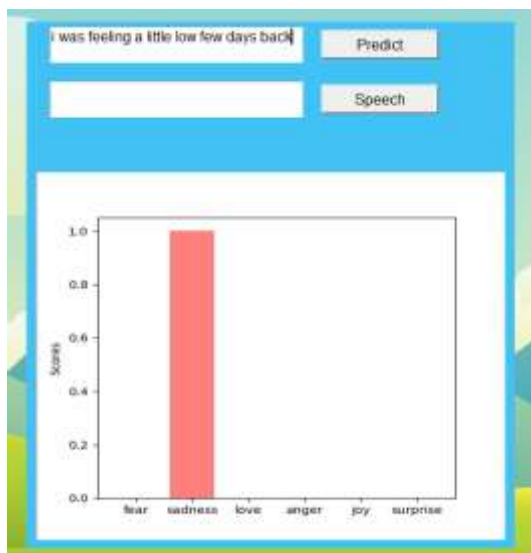 i was feeling a little low few days back
Predict
Speech
1.0
0.8
0.6
0.4
0.2
0.0
Scores
fear sadness love anger joy surprise